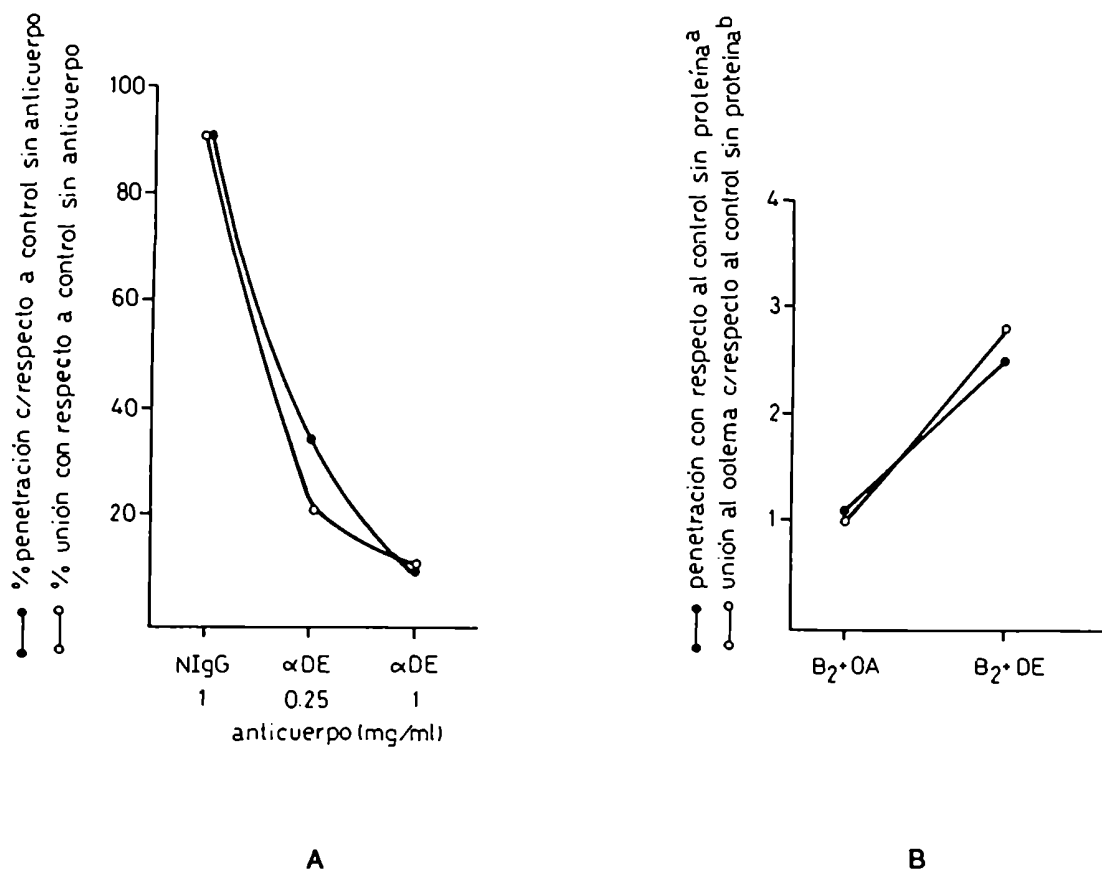 % penetración c/respecto a control sin anticuerpo
% unión con respecto a control sin anticuerpo
100
80
60
40
20
NIgG
1
αDE
0.25
αDE
1
anticuerpo (mg/ml)
A
penetración con respecto al control sin proteínaª
unión al oolema c/respecto al control sin proteinaᵇ
4
3
2
1
B₂+OA
B₂+DE
B